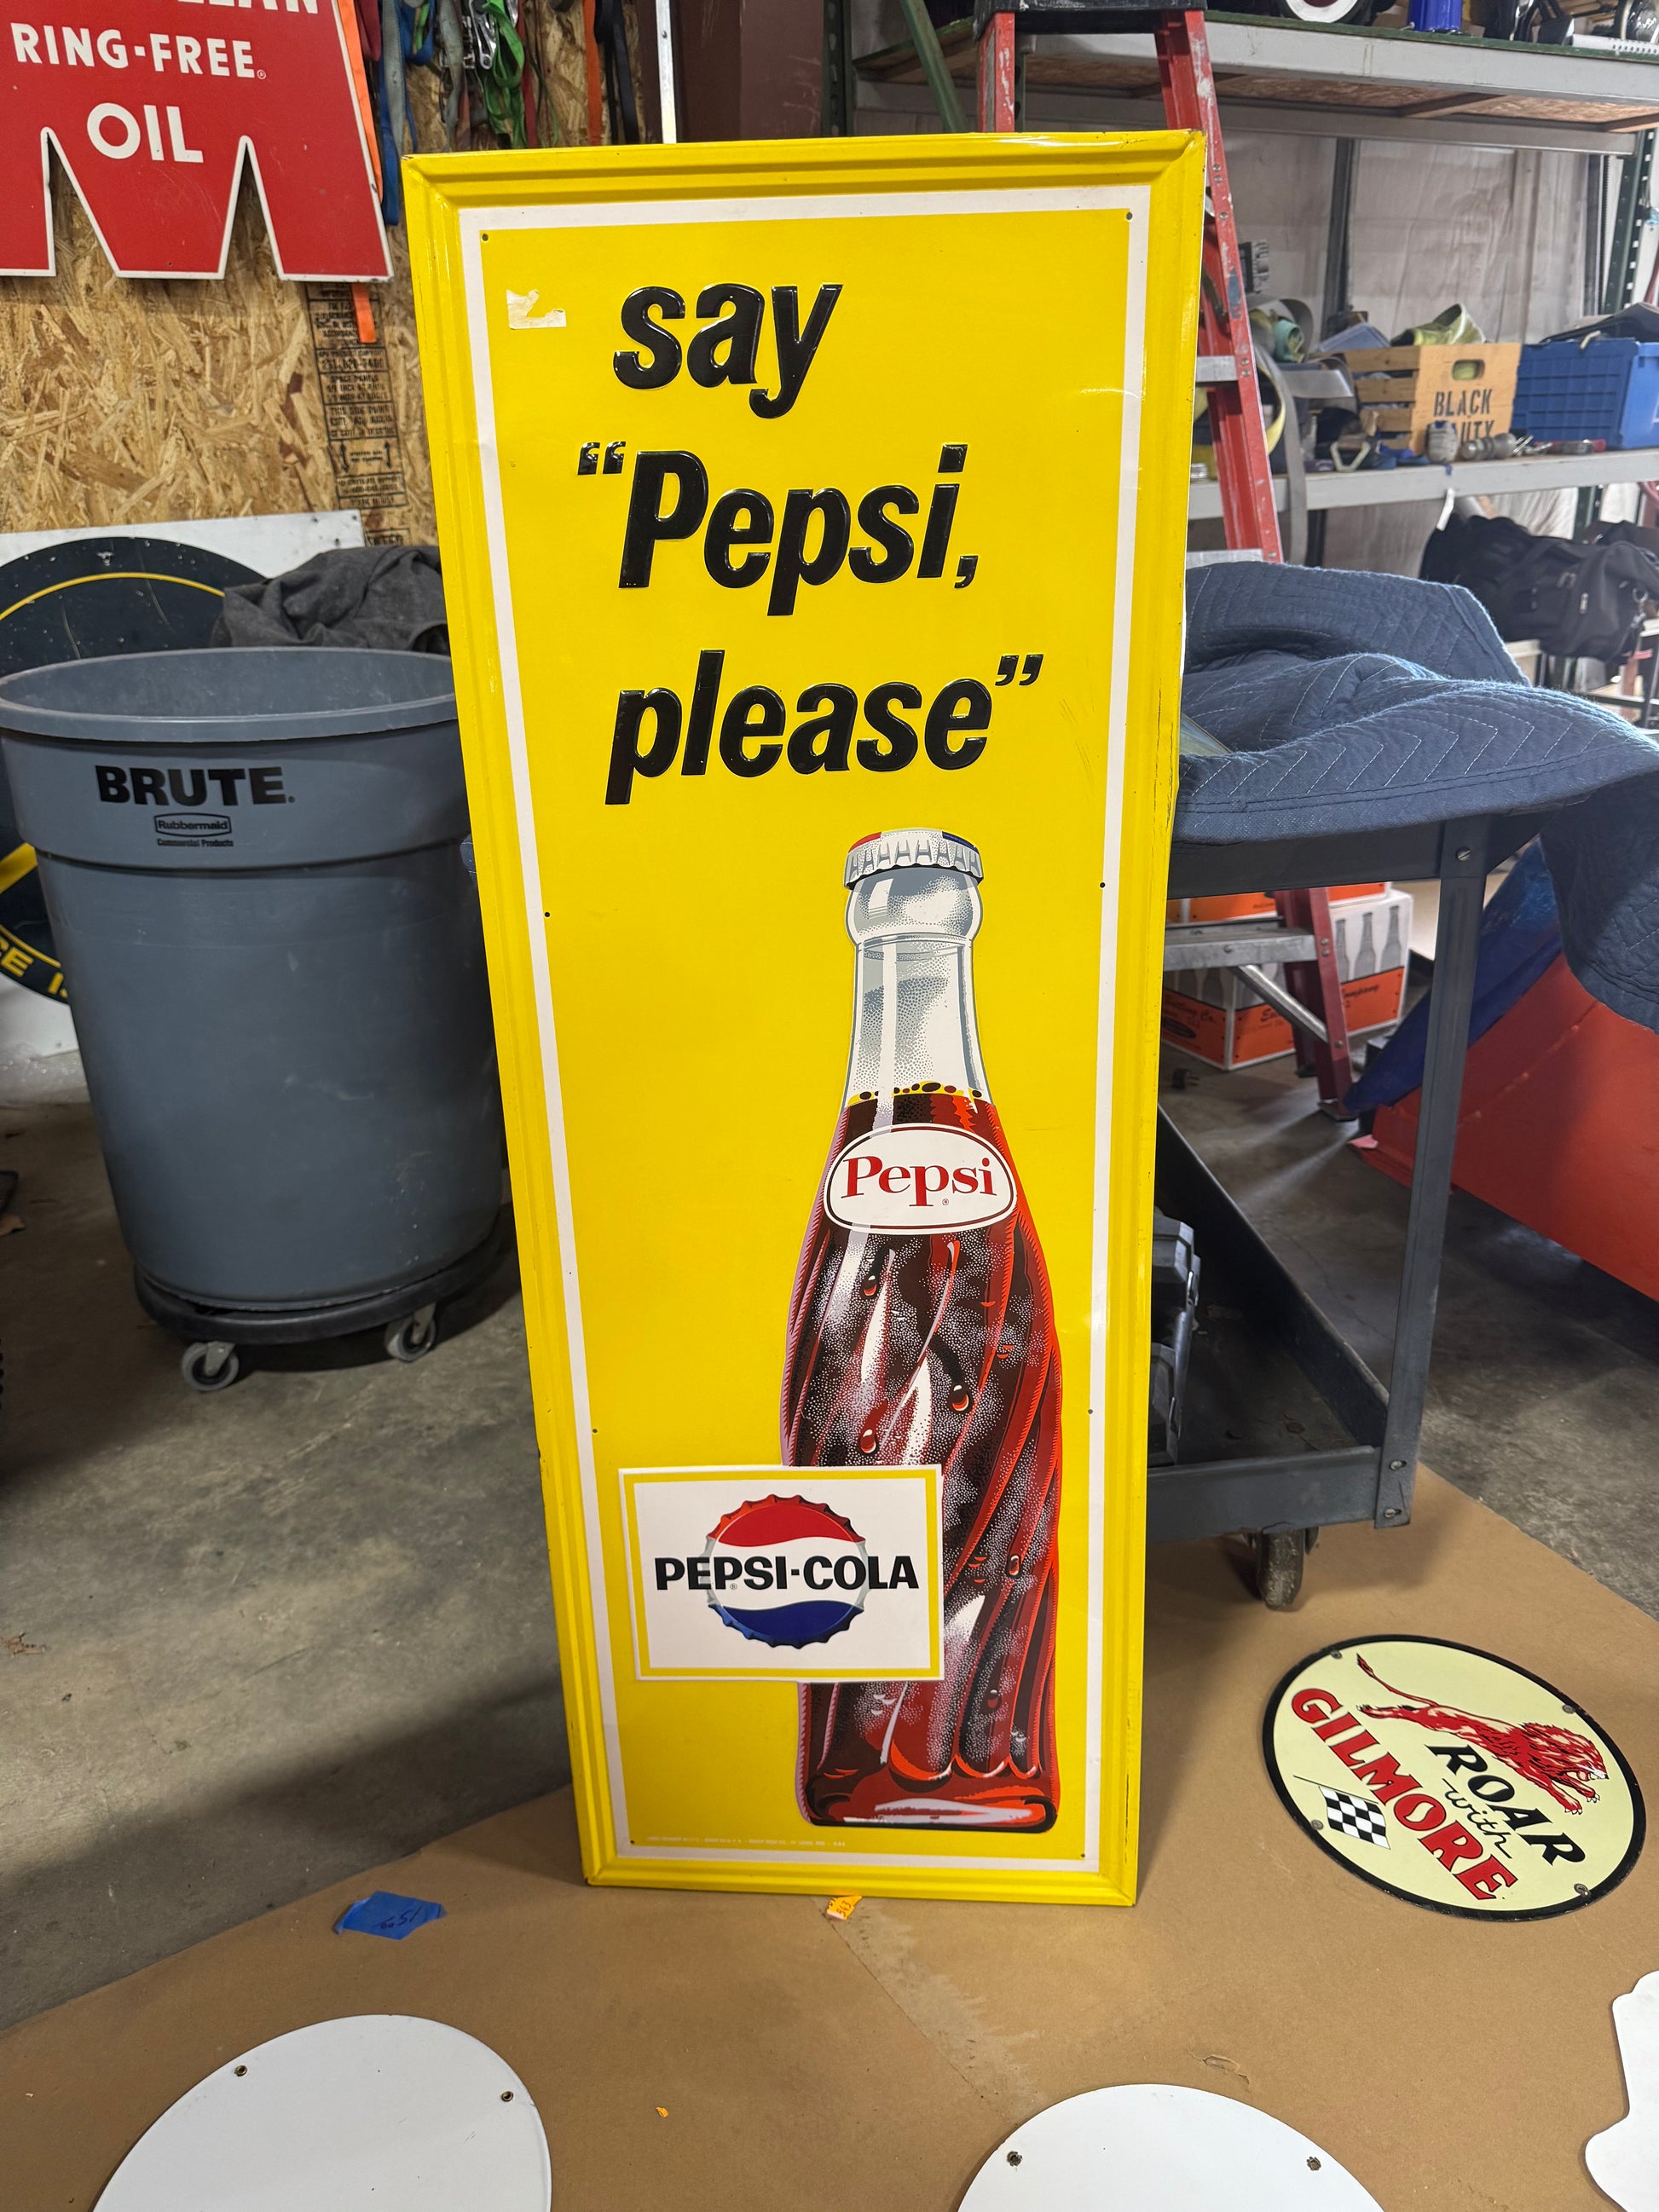 RING-FREE®
OIL
say
“Pepsi,
please”
BLACK
BRUTE®
Rubbermaid
Commercial Products
Pepsi®
PEPSI-COLA®
ROAR
with
GILMORE